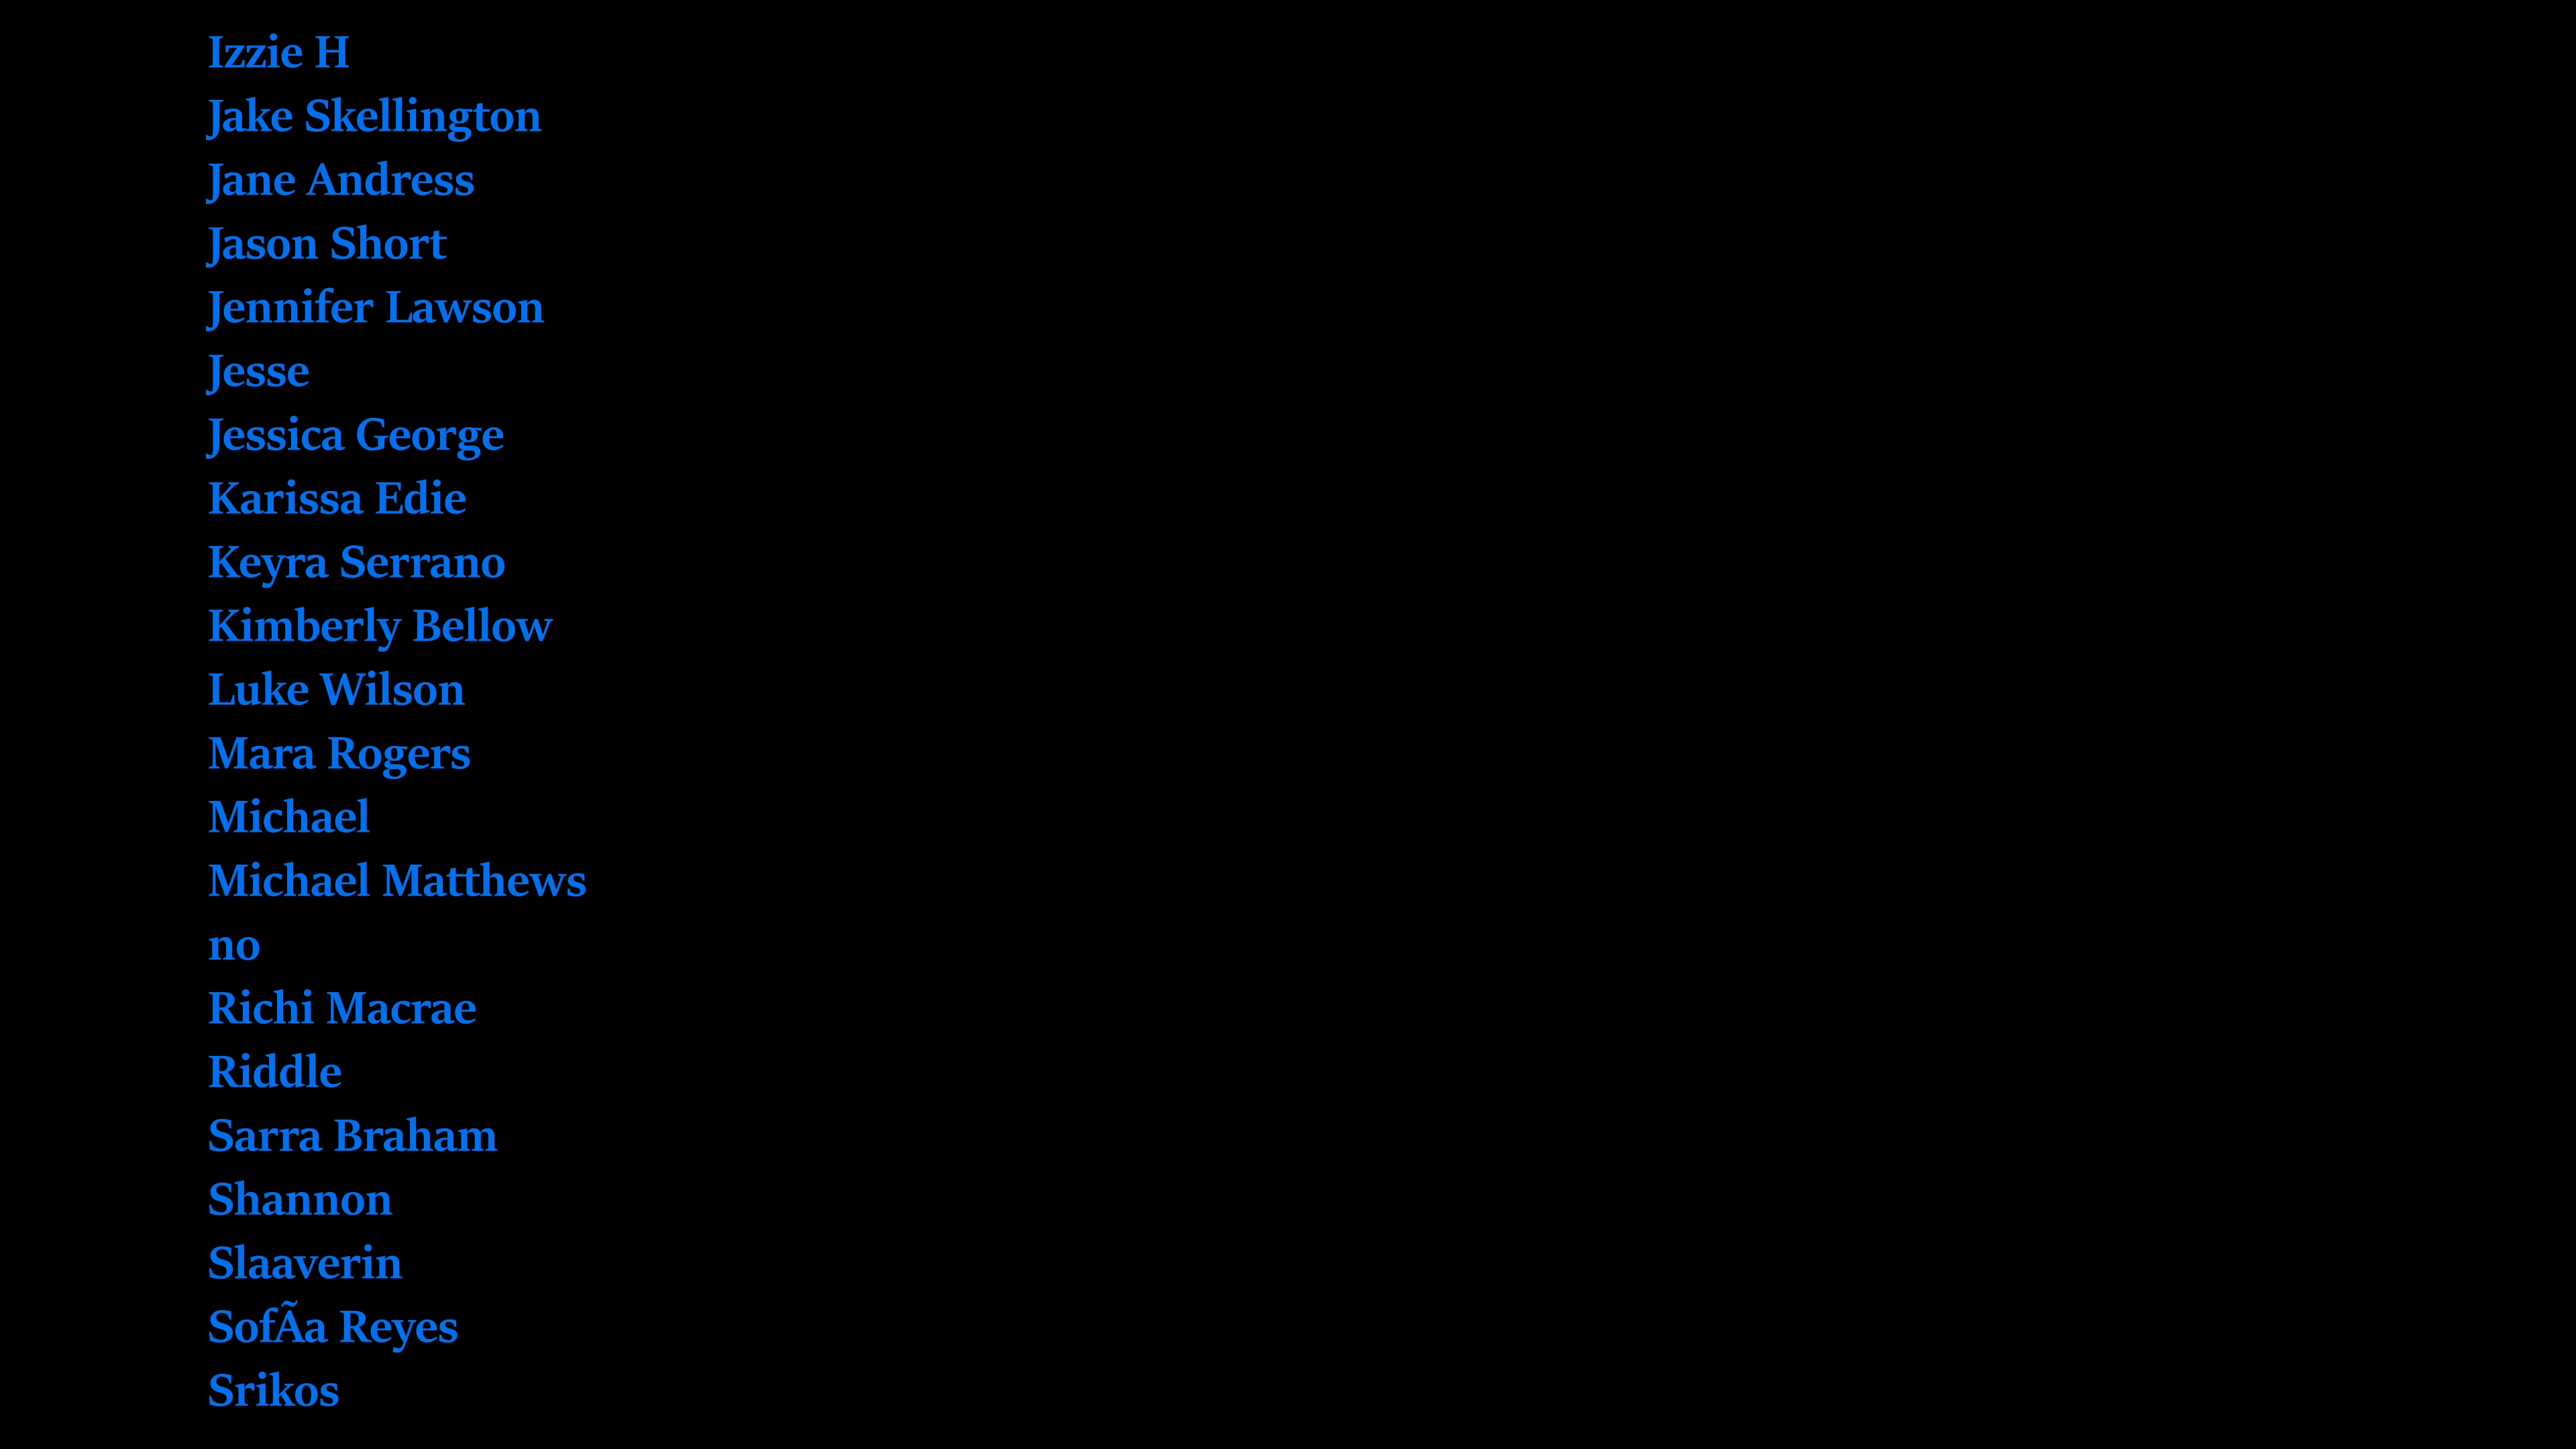 Izzie H
Jake Skellington
Jane Andress
Jason Short
Jennifer Lawson
Jesse
Jessica George
Karissa Edie
Keyra Serrano
Kimberly Bellow
Luke Wilson
Mara Rogers
Michael
Michael Matthews
no
Richi Macrae
Riddle
Sarra Braham
Shannon
Slaaverin
SofÃa Reyes
Srikos